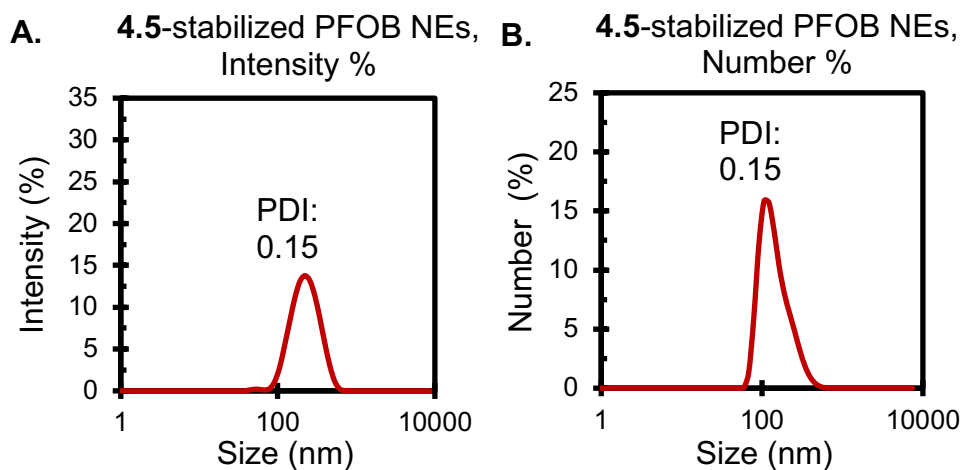 A.
4.5-stabilized PFOB NEs,
Intensity %
35
30
25
20
15
10
5
0
Intensity (%)
PDI:
0.15
1
100
10000
Size (nm)
B.
4.5-stabilized PFOB NEs,
Number %
25
20
15
10
5
0
Number (%)
PDI:
0.15
1
100
10000
Size (nm)